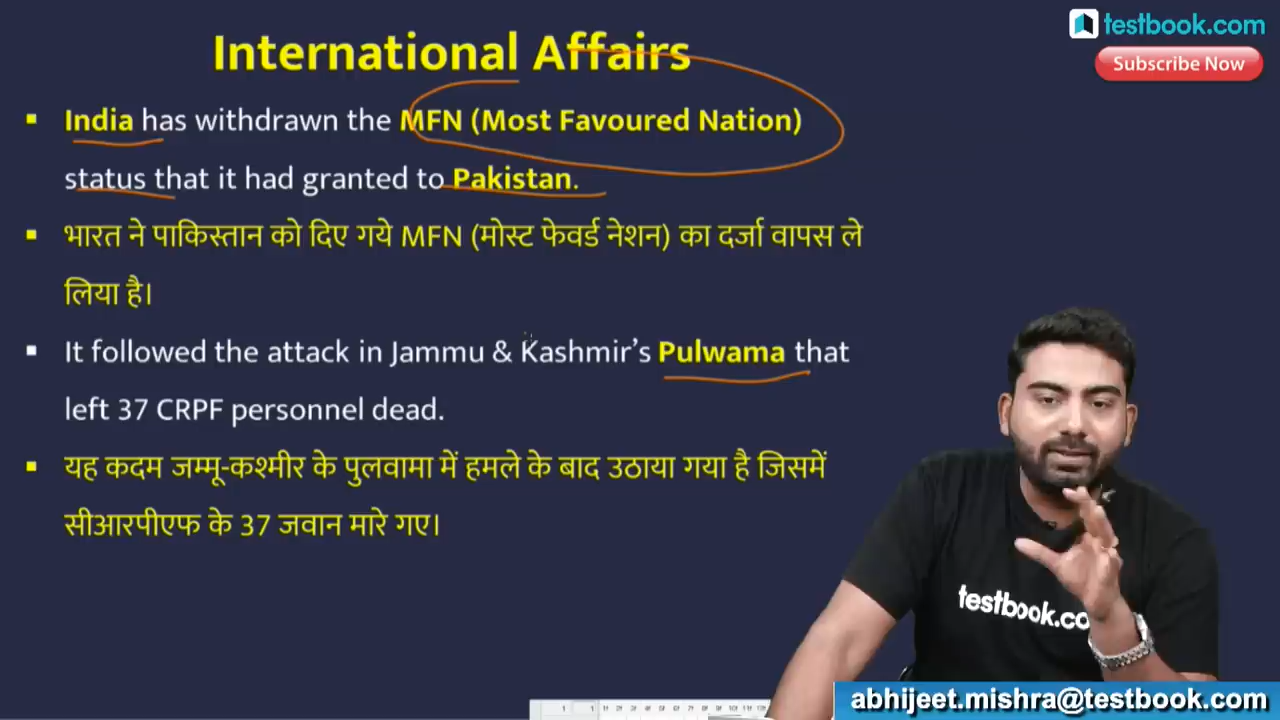 testbook.com
Subscribe Now
International Affairs
▪ India has withdrawn the MFN (Most Favoured Nation)
status that it had granted to Pakistan.
▪ भारत ने पाकिस्तान को दिए गये MFN (मोस्ट फेवर्ड नेशन) का दर्जा वापस ले
लिया है।
▪ It followed the attack in Jammu & Kashmir’s Pulwama that
left 37 CRPF personnel dead.
▪ यह कदम जम्मू-कश्मीर के पुलवामा में हमले के बाद उठाया गया है जिसमें
सीआरपीएफ के 37 जवान मारे गए।
testbook.co
abhijeet.mishra@testbook.com